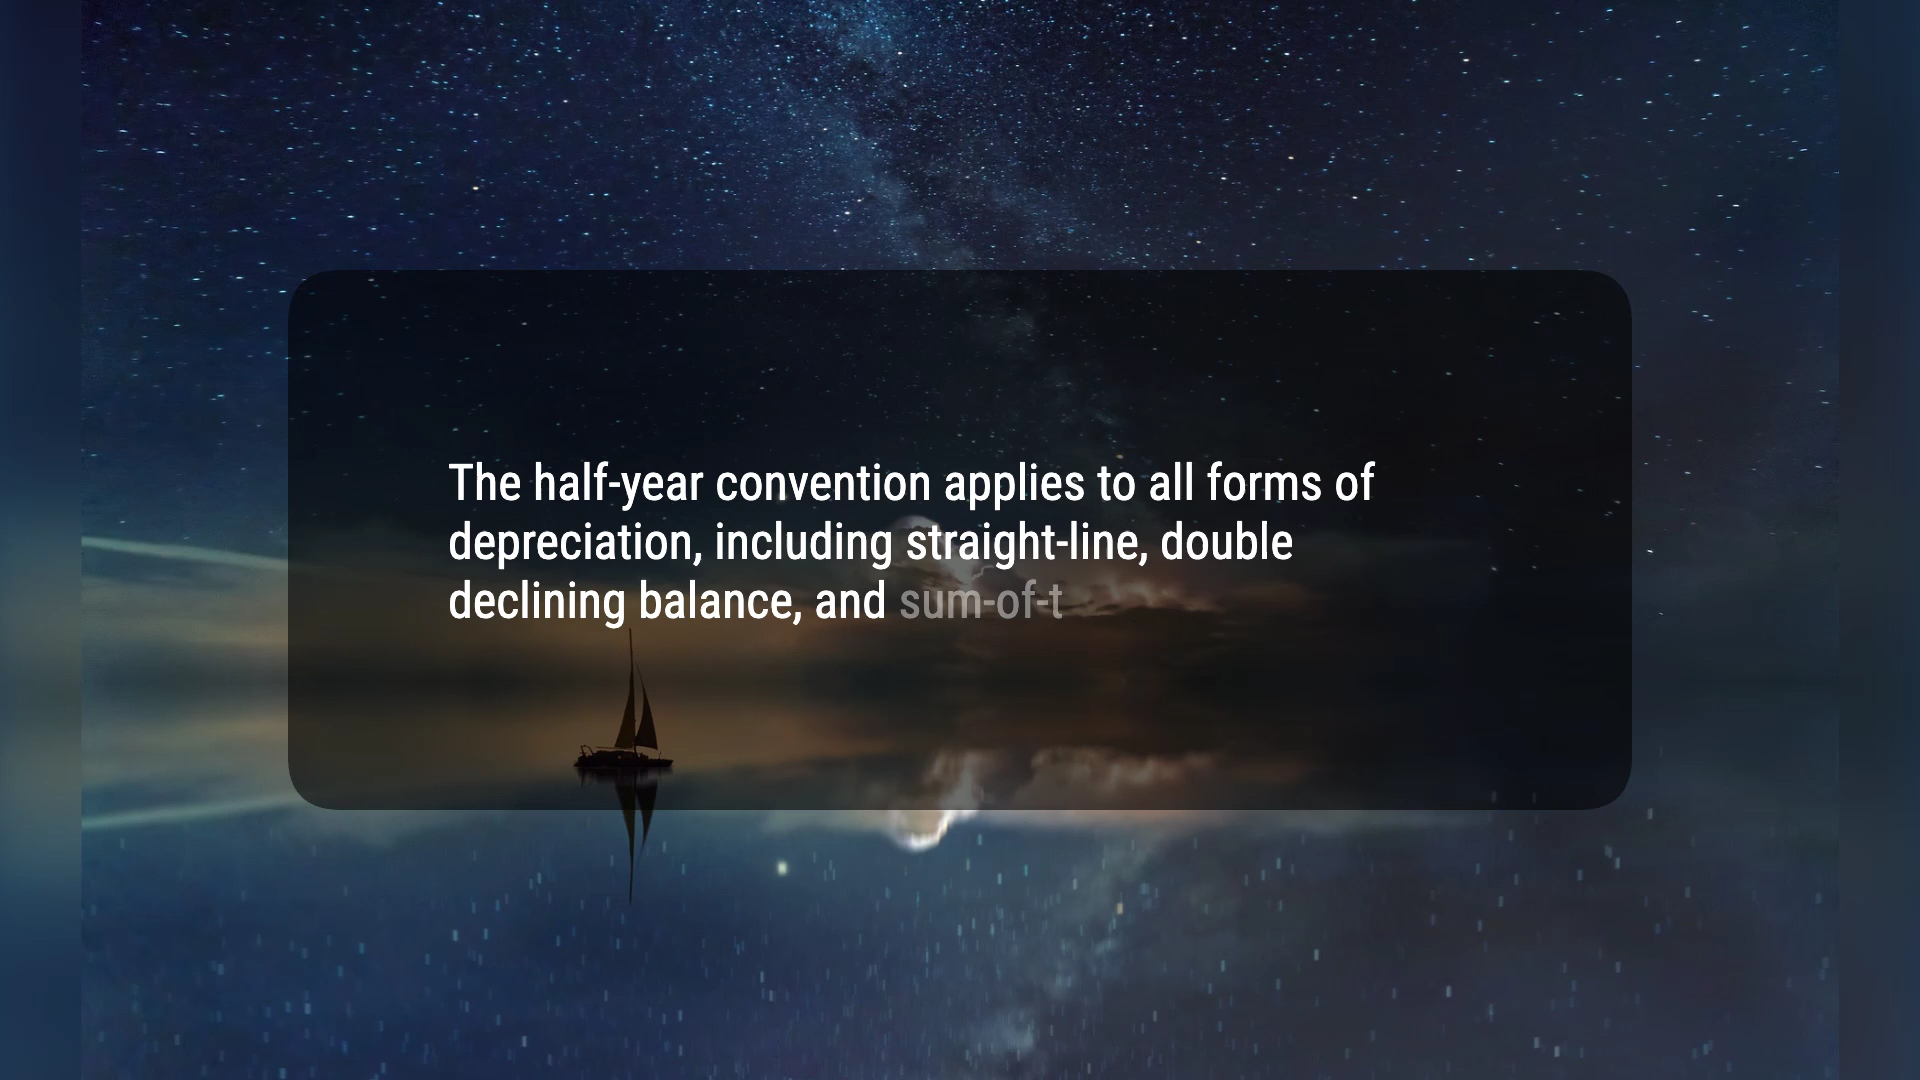 The half-year convention applies to all forms of
depreciation, including straight-line, double
declining balance, and sum-of-t